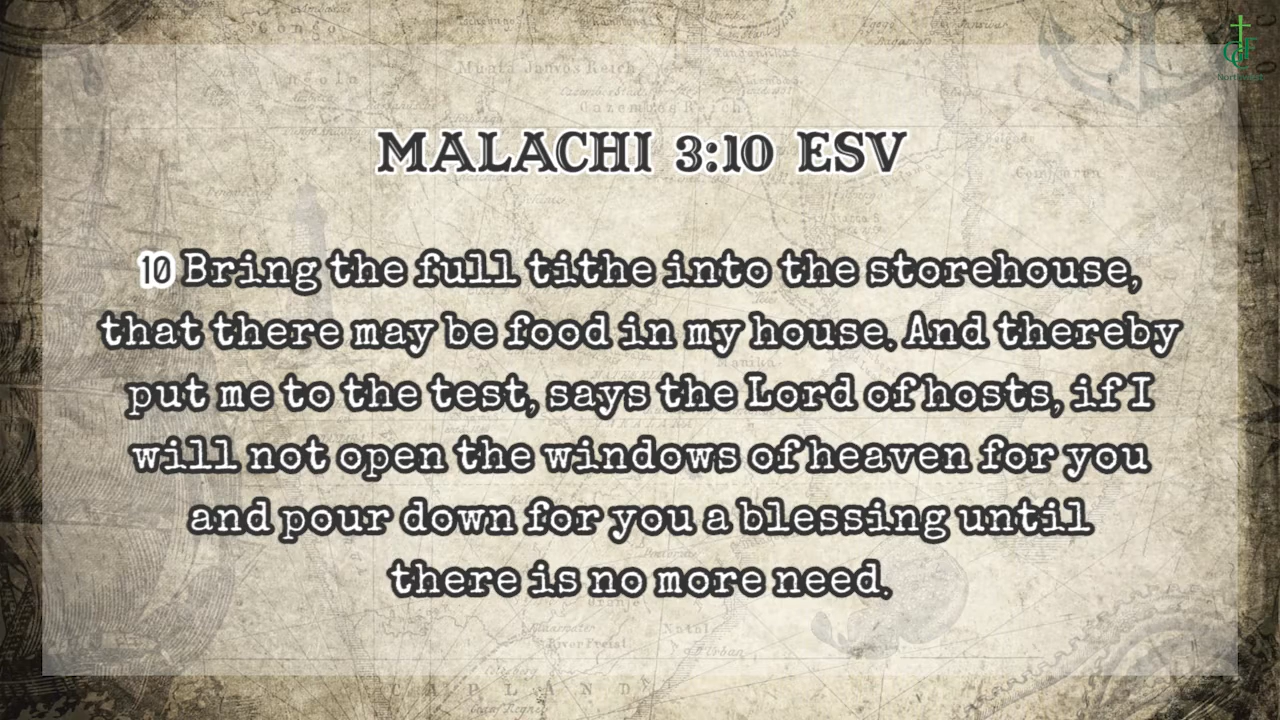 MALACHI 3:10 ESV
10 Bring the full tithe into the storehouse,
that there may be food in my house. And thereby
put me to the test, says the Lord of hosts, if I
will not open the windows of heaven for you
and pour down for you a blessing until
there is no more need.